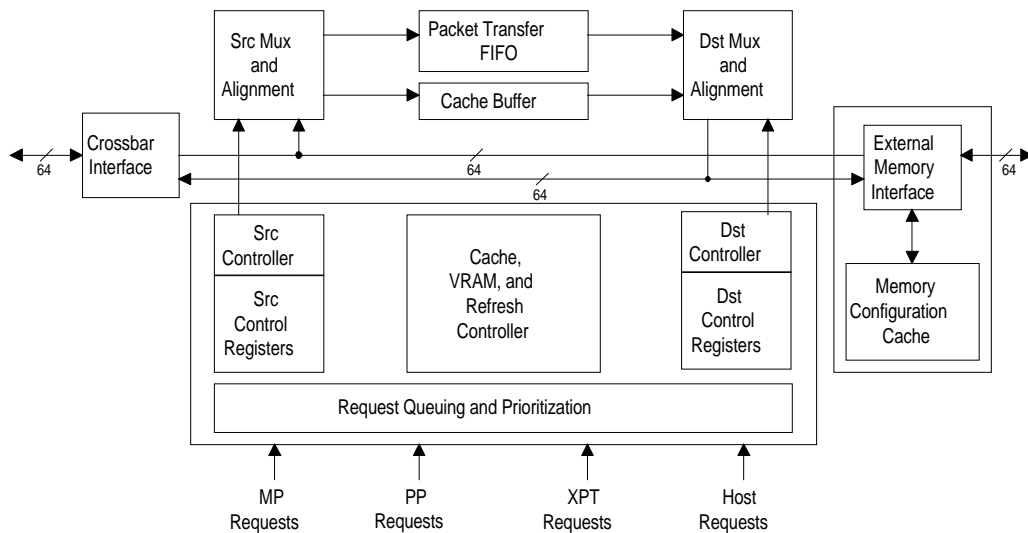 Src Mux
and
Alignment
Packet Transfer
FIFO
Cache Buffer
Dst Mux
and
Alignment
Crossbar
Interface
External
Memory
Interface
64
64
64
64
Src
Controller
Src
Control
Registers
Cache,
VRAM, and
Refresh
Controller
Dst
Controller
Dst
Control
Registers
Memory
Configuration
Cache
Request Queuing and Prioritization
MP
Requests
PP
Requests
XPT
Requests
Host
Requests